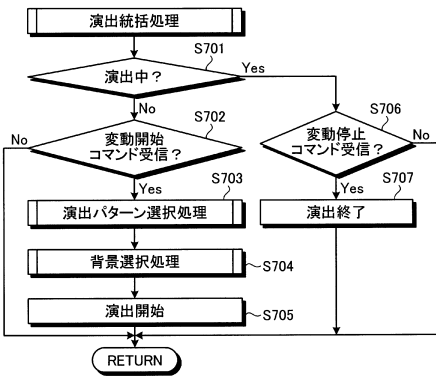 演出統括処理
S701
演出中？
Yes
No
S702
S706
No
変動開始
コマンド受信？
変動停止
コマンド受信？
No
Yes
S703
Yes
S707
演出パターン選択処理
演出終了
背景選択処理
S704
演出開始
S705
RETURN